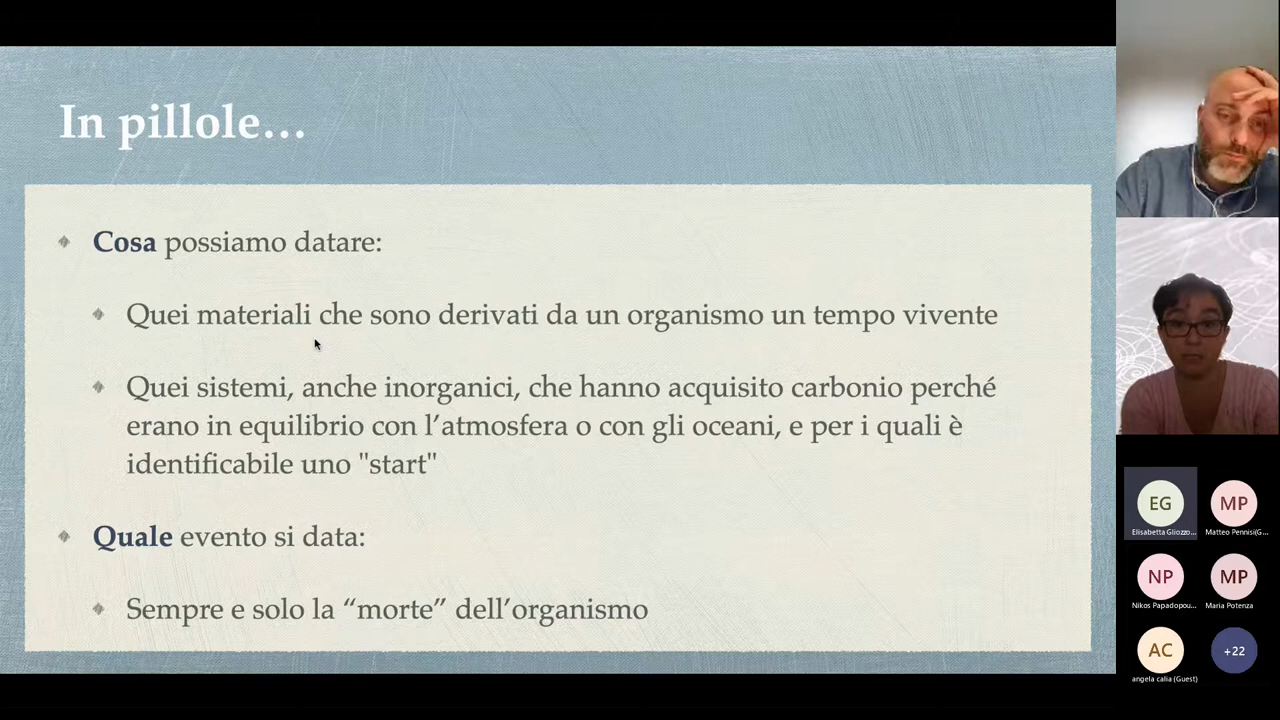 In pillole…
Cosa possiamo datare:
Quei materiali che sono derivati da un organismo un tempo vivente
Quei sistemi, anche inorganici, che hanno acquisito carbonio perché
erano in equilibrio con l’atmosfera o con gli oceani, e per i quali è
identificabile uno "start"
Quale evento si data:
Sempre e solo la “morte” dell’organismo
EG
MP
Elisabetta Gliozzo...
Matteo Pennisi(G...
NP
MP
Nikos Papadopou...
Maria Potenza
AC
+22
angela calia (Guest)